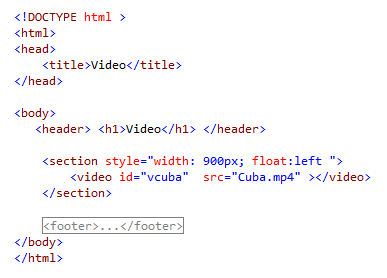 <!DOCTYPE html >
<html>
<head>
    <title>Video</title>
</head>

<body>
   <header> <h1>Video</h1> </header>

    <section style="width: 900px; float:left ">
        <video id="vcuba"  src="Cuba.mp4" ></video>
    </section>

    <footer>...</footer>
</body>
</html>